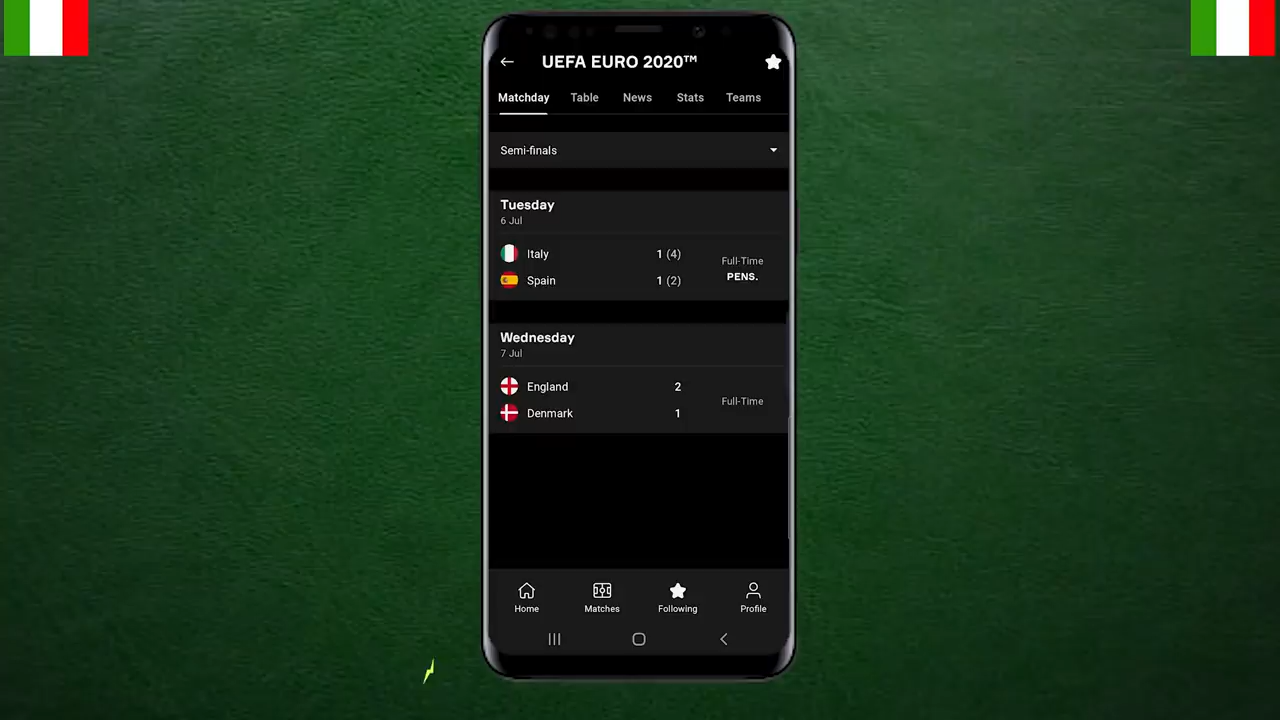 UEFA EURO 2020™
Matchday Table News Stats Teams
Semi-finals
Tuesday
6 Jul
Italy 1 (4)
Full-Time
PENS.
Spain 1 (2)
Wednesday
7 Jul
England 2
Full-Time
Denmark 1
Home Matches Following Profile